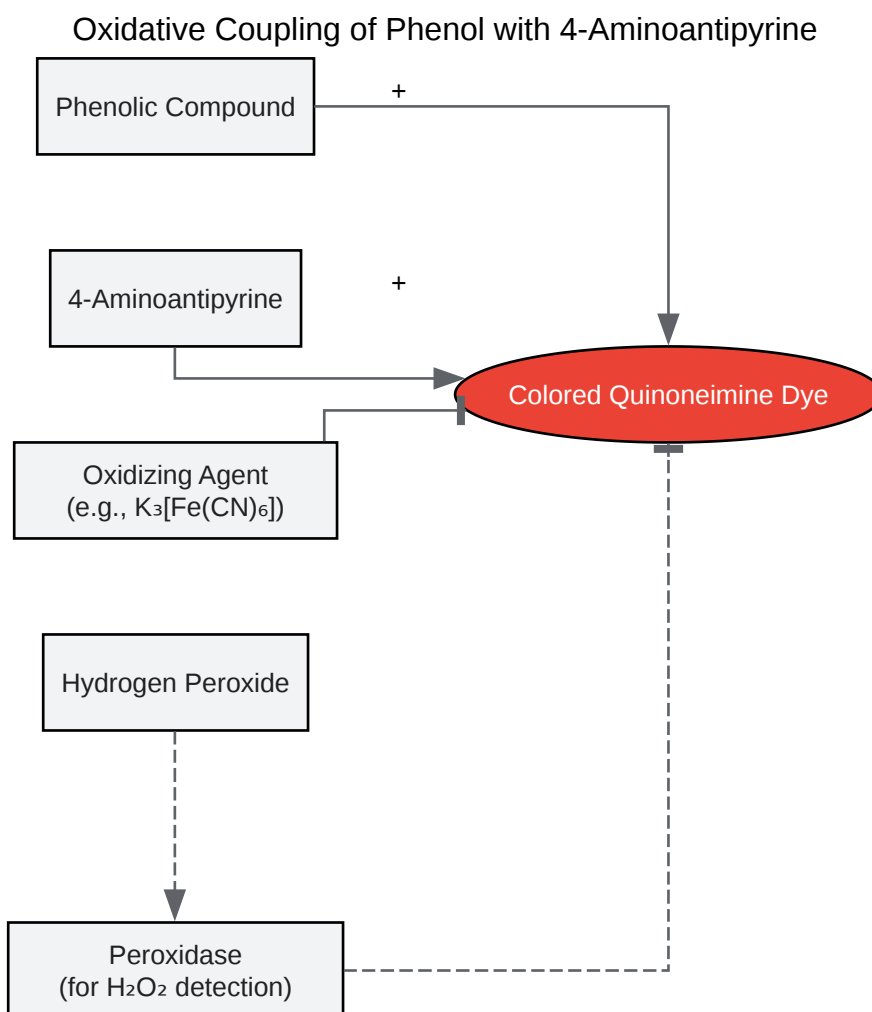 Oxidative Coupling of Phenol with 4-Aminoantipyrine
Phenolic Compound
+
4-Aminoantipyrine
+
Colored Quinoneimine Dye
Oxidizing Agent
(e.g., K₃[Fe(CN)₆])
Hydrogen Peroxide
Peroxidase
(for H₂O₂ detection)